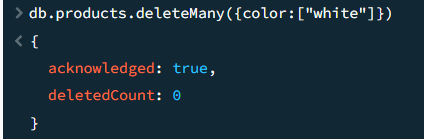 > db.products.deleteMany({color:["white"]})
< {
acknowledged: true,
deletedCount: 0
}